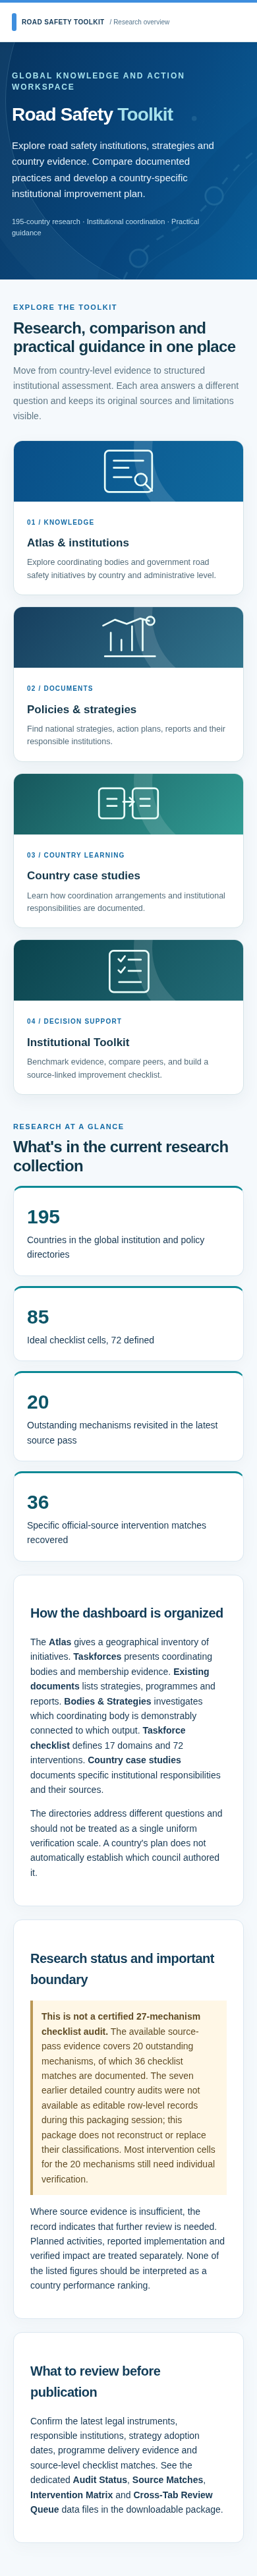 ROAD SAFETY TOOLKIT / Research overview
GLOBAL KNOWLEDGE AND ACTION
WORKSPACE
Road Safety Toolkit
Explore road safety institutions, strategies and
country evidence. Compare documented
practices and develop a country-specific
institutional improvement plan.
195-country research · Institutional coordination · Practical
guidance
EXPLORE THE TOOLKIT
Research, comparison and
practical guidance in one place
Move from country-level evidence to structured
institutional assessment. Each area answers a different
question and keeps its original sources and limitations
visible.
01 / KNOWLEDGE
Atlas & institutions
Explore coordinating bodies and government road
safety initiatives by country and administrative level.
02 / DOCUMENTS
Policies & strategies
Find national strategies, action plans, reports and their
responsible institutions.
03 / COUNTRY LEARNING
Country case studies
Learn how coordination arrangements and institutional
responsibilities are documented.
04 / DECISION SUPPORT
Institutional Toolkit
Benchmark evidence, compare peers, and build a
source-linked improvement checklist.
RESEARCH AT A GLANCE
What's in the current research
collection
195
Countries in the global institution and policy
directories
85
Ideal checklist cells, 72 defined
20
Outstanding mechanisms revisited in the latest
source pass
36
Specific official-source intervention matches
recovered
How the dashboard is organized
The Atlas gives a geographical inventory of
initiatives. Taskforces presents coordinating
bodies and membership evidence. Existing
documents lists strategies, programmes and
reports. Bodies & Strategies investigates
which coordinating body is demonstrably
connected to which output. Taskforce
checklist defines 17 domains and 72
interventions. Country case studies
documents specific institutional responsibilities
and their sources.
The directories address different questions and
should not be treated as a single uniform
verification scale. A country's plan does not
automatically establish which council authored
it.
Research status and important
boundary
This is not a certified 27-mechanism
checklist audit. The available source-
pass evidence covers 20 outstanding
mechanisms, of which 36 checklist
matches are documented. The seven
earlier detailed country audits were not
available as editable row-level records
during this packaging session; this
package does not reconstruct or replace
their classifications. Most intervention cells
for the 20 mechanisms still need individual
verification.
Where source evidence is insufficient, the
record indicates that further review is needed.
Planned activities, reported implementation and
verified impact are treated separately. None of
the listed figures should be interpreted as a
country performance ranking.
What to review before
publication
Confirm the latest legal instruments,
responsible institutions, strategy adoption
dates, programme delivery evidence and
source-level checklist matches. See the
dedicated Audit Status, Source Matches,
Intervention Matrix and Cross-Tab Review
Queue data files in the downloadable package.